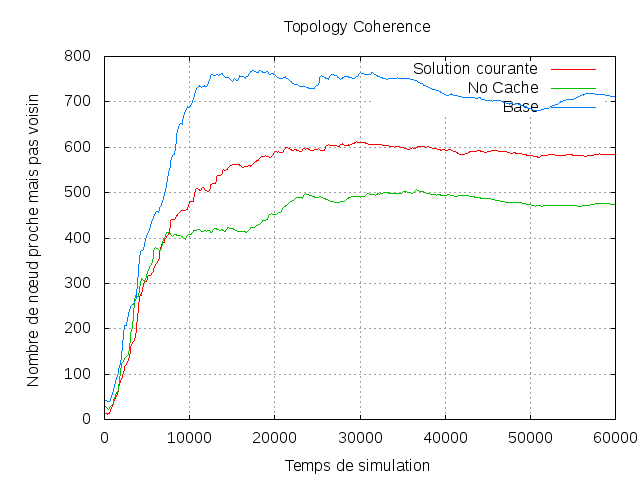 Topology Coherence
800
700
600
500
400
300
200
100
0
Nombre de nœud proche mais pas voisin
Solution courante
No Cache
Base
0 10000 20000 30000 40000 50000 60000
Temps de simulation